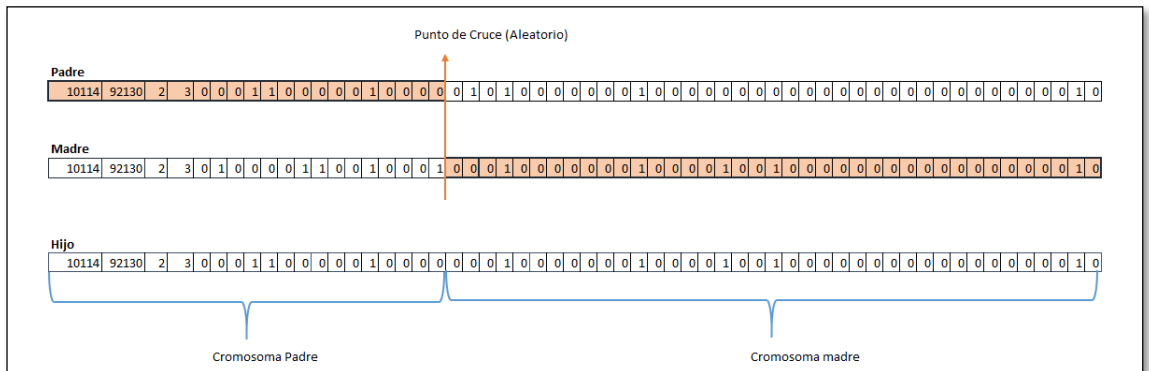 Punto de Cruce (Aleatorio)
Padre
10114 92130 2 3 0 0 0 1 1 0 0 0 0 0 1 0 0 0 0 0 1 0 1 0 0 0 0 0 0 0 1 0 0 0 0 0 0 0 0 0 0 0 0 0 0 0 0 0 0 0 0 0 0 0 0 0 1 0
Madre
10114 92130 2 3 0 1 0 0 0 0 1 1 0 0 1 0 0 0 1 0 0 0 1 0 0 0 0 0 0 0 1 0 0 0 0 1 0 0 1 0 0 0 0 0 0 0 0 0 0 0 0 0 0 0 0 0 1 0
Hijo
10114 92130 2 3 0 0 0 1 1 0 0 0 0 0 1 0 0 0 0 0 0 0 1 0 0 0 0 0 0 0 1 0 0 0 0 1 0 0 1 0 0 0 0 0 0 0 0 0 0 0 0 0 0 0 0 0 1 0
Cromosoma Padre
Cromosoma madre